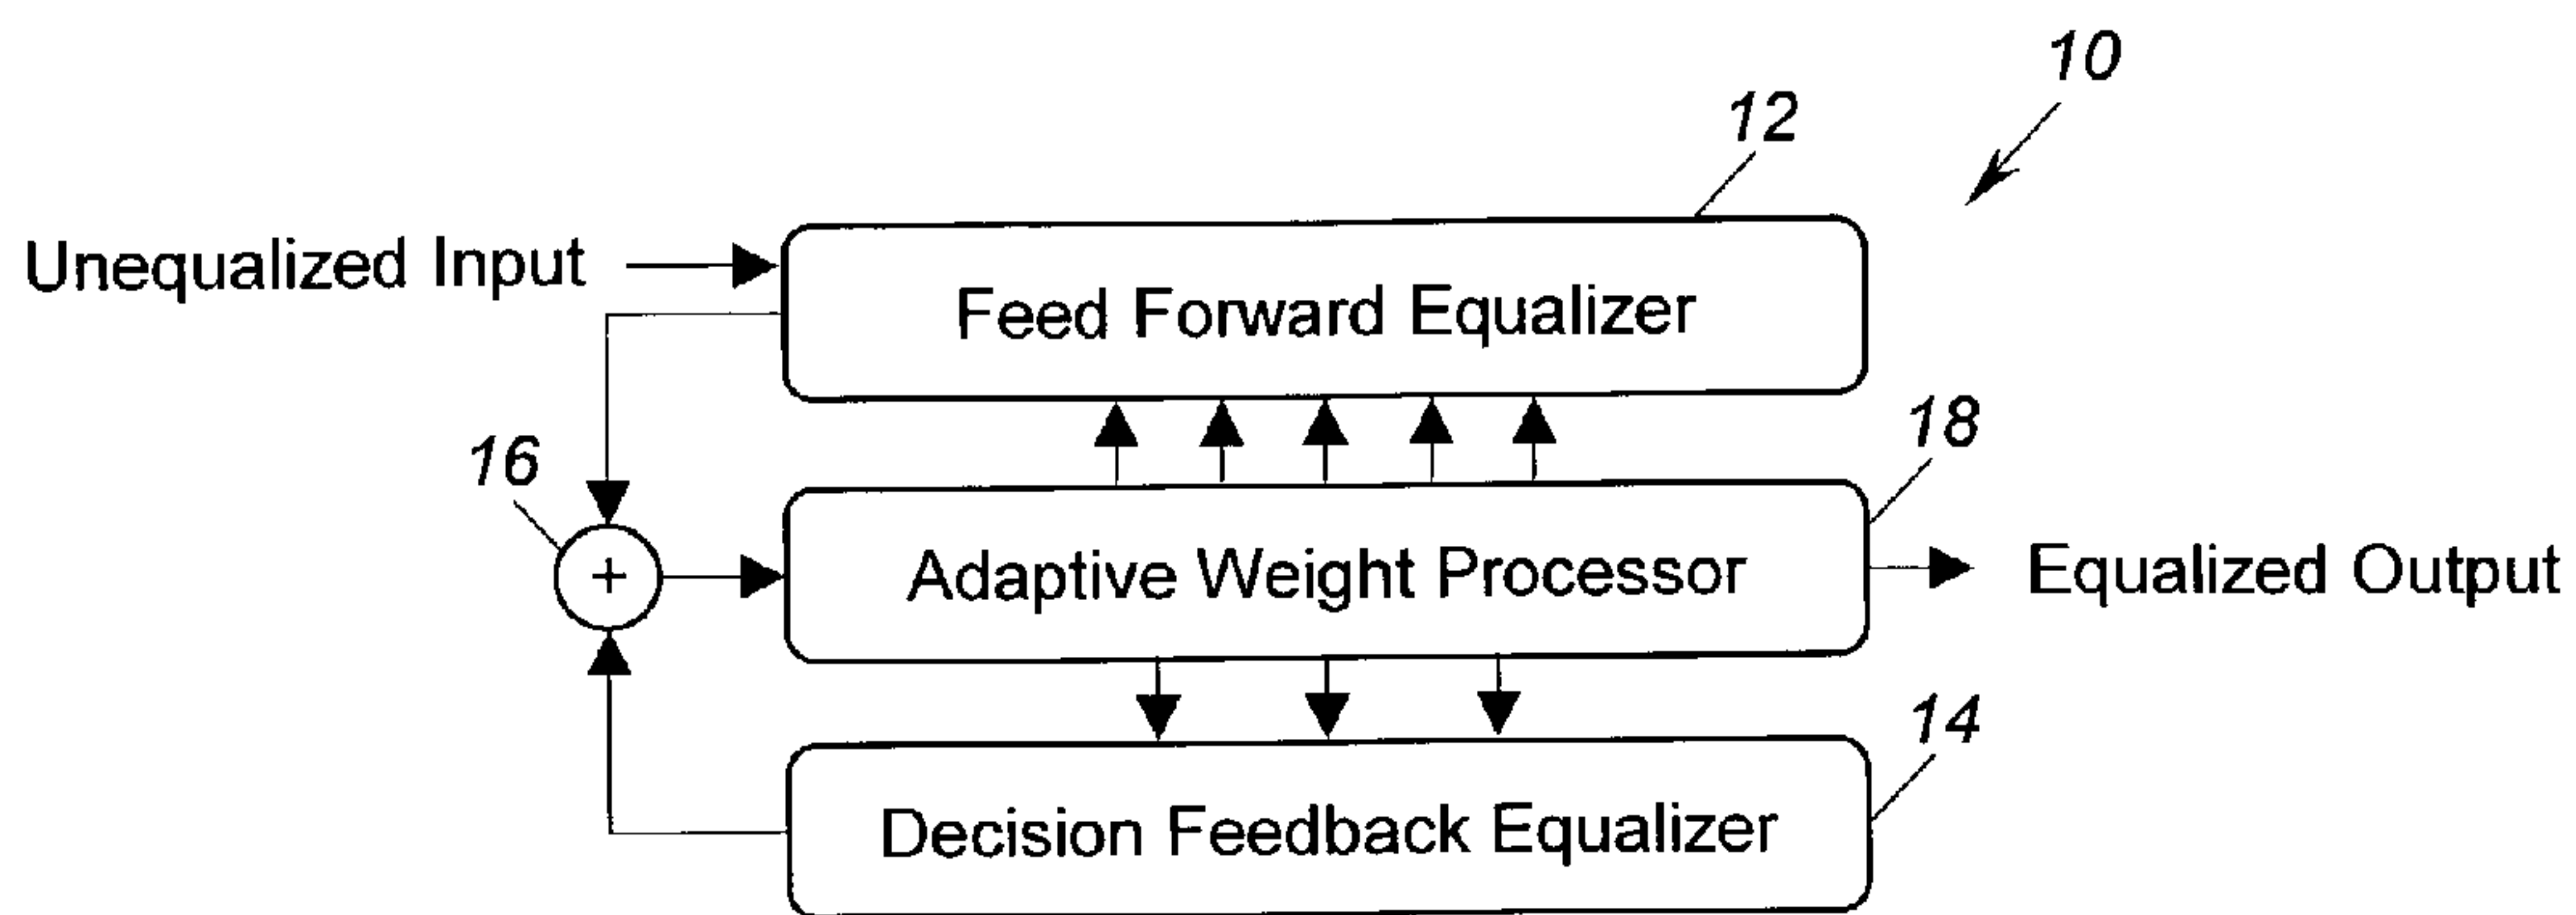 10
12
Unequalized Input
Feed Forward Equalizer
16
18
+
Adaptive Weight Processor
Equalized Output
14
Decision Feedback Equalizer